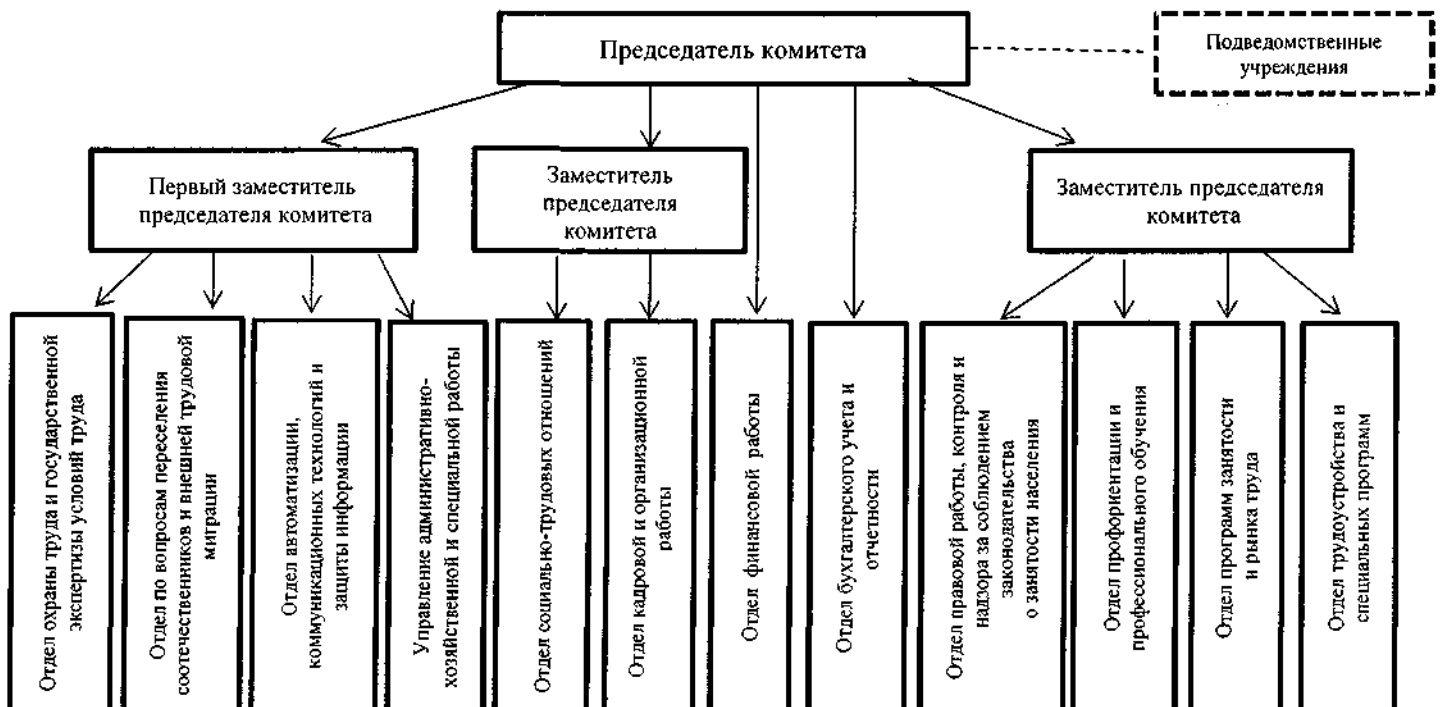 Председатель комитета
Подведомственные
учреждения
Первый заместитель
председателя комитета
Заместитель
председателя
комитета
Заместитель председателя
комитета
Отдел охраны труда и государственной
экспертизы условий труда
Отдел по вопросам переселения
соотечественников и внешней трудовой
миграции
Отдел автоматизации,
коммуникационных технологий и
защиты информации
Управление административно-
хозяйственной и специальной работы
Отдел социально-трудовых отношений
Отдел кадровой и организационной
работы
Отдел финансовой работы
Отдел бухгалтерского учета и
отчетности
Отдел правовой работы, контроля и
надзора за соблюдением
законодательства
о занятости населения
Отдел профориентации и
профессионального обучения
Отдел программ занятости
и рынка труда
Отдел трудоустройства и
специальных программ